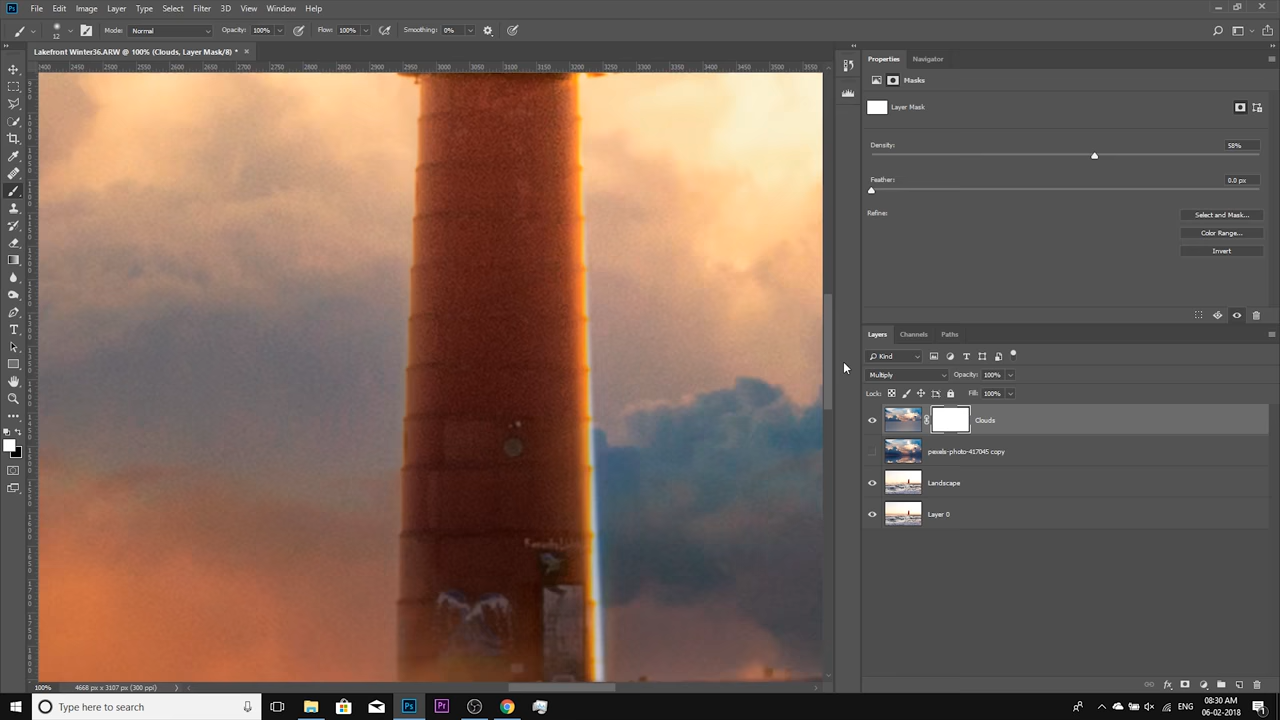 Ps File Edit Image Layer Type Select Filter 3D View Window Help
12 Mode: Normal Opacity: 100% Flow: 100% Smoothing: 0%
Lakefront Winter36.ARW @ 100% (Clouds, Layer Mask/8) * ×
Properties Navigator
Masks
Layer Mask
Density: 58%
Feather: 0.0 px
Refine: Select and Mask...
Color Range...
Invert
Layers Channels Paths
Kind
Multiply Opacity: 100%
Lock: Fill: 100%
Clouds
pexels-photo-417045 copy
Landscape
Layer 0
100% 4668 px x 3107 px (300 ppi)
Type here to search
Ps Pr
ENG 08:30 AM
06-02-2018